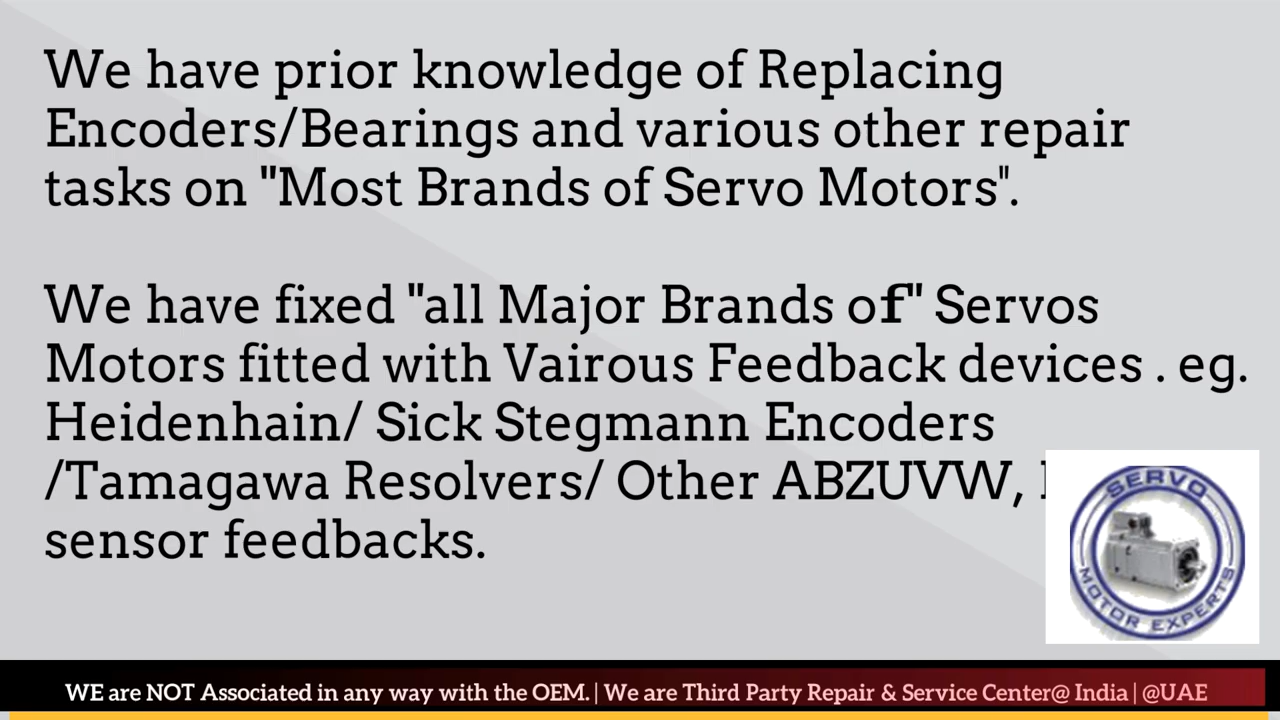 We have prior knowledge of Replacing
Encoders/Bearings and various other repair
tasks on "Most Brands of Servo Motors".
We have fixed "all Major Brands of" Servos
Motors fitted with Vairous Feedback devices . eg.
Heidenhain/ Sick Stegmann Encoders
/Tamagawa Resolvers/ Other ABZUVW,
sensor feedbacks.
SERVO
MOTOR EXPERTS
WE are NOT Associated in any way with the OEM. | We are Third Party Repair & Service Center@ India | @UAE